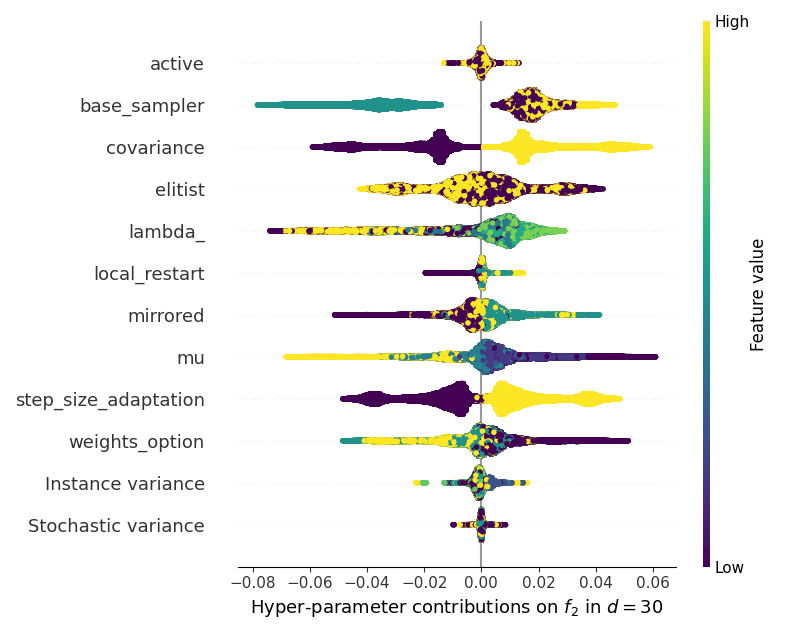 High
active
base_sampler
covariance
elitist
lambda_
local_restart
mirrored
mu
step_size_adaptation
weights_option
Instance variance
Stochastic variance
Feature value
Low
−0.08 −0.06 −0.04 −0.02 0.00 0.02 0.04 0.06
Hyper-parameter contributions on f₂ in d = 30